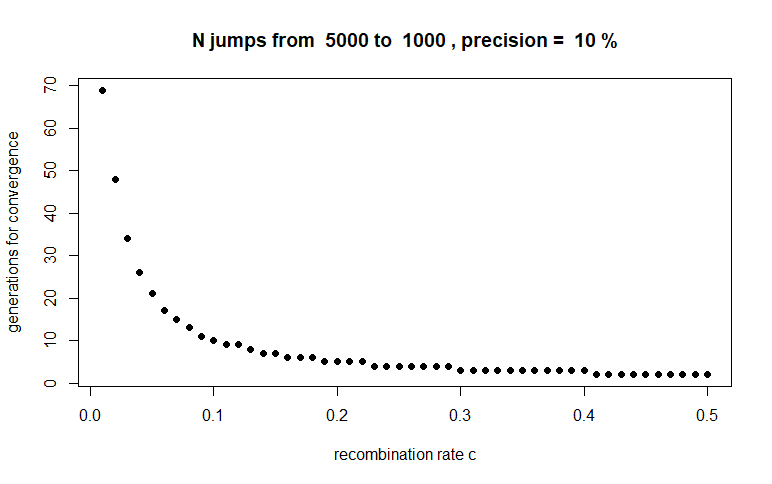 N jumps from  5000 to  1000 , precision =  10 %
generations for convergence
70
60
50
40
30
20
10
0
0.0 0.1 0.2 0.3 0.4 0.5
recombination rate c